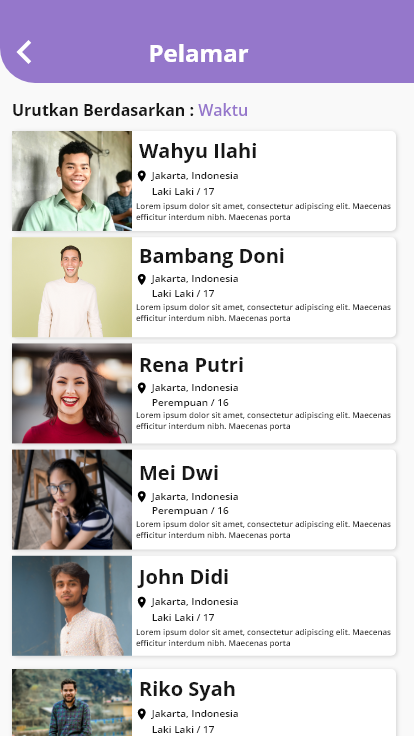 Pelamar
Urutkan Berdasarkan : Waktu
Wahyu Ilahi
Jakarta, Indonesia
Laki Laki / 17
Lorem ipsum dolor sit amet, consectetur adipiscing elit. Maecenas
efficitur interdum nibh. Maecenas porta
Bambang Doni
Jakarta, Indonesia
Laki Laki / 17
Lorem ipsum dolor sit amet, consectetur adipiscing elit. Maecenas
efficitur interdum nibh. Maecenas porta
Rena Putri
Jakarta, Indonesia
Perempuan / 16
Lorem ipsum dolor sit amet, consectetur adipiscing elit. Maecenas
efficitur interdum nibh. Maecenas porta
Mei Dwi
Jakarta, Indonesia
Perempuan / 16
Lorem ipsum dolor sit amet, consectetur adipiscing elit. Maecenas
efficitur interdum nibh. Maecenas porta
John Didi
Jakarta, Indonesia
Laki Laki / 17
Lorem ipsum dolor sit amet, consectetur adipiscing elit. Maecenas
efficitur interdum nibh. Maecenas porta
Riko Syah
Jakarta, Indonesia
Laki Laki / 17